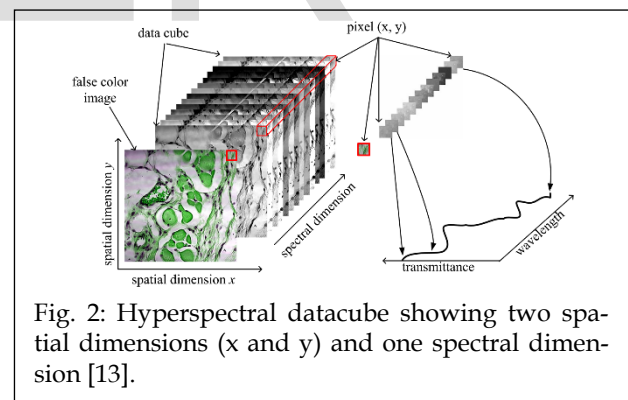 data cube
pixel (x, y)
false color
image
spatial dimension y
spatial dimension x
spectral dimension
transmittance
wavelength
Fig. 2: Hyperspectral datacube showing two spa-
tial dimensions (x and y) and one spectral dimen-
sion [13].